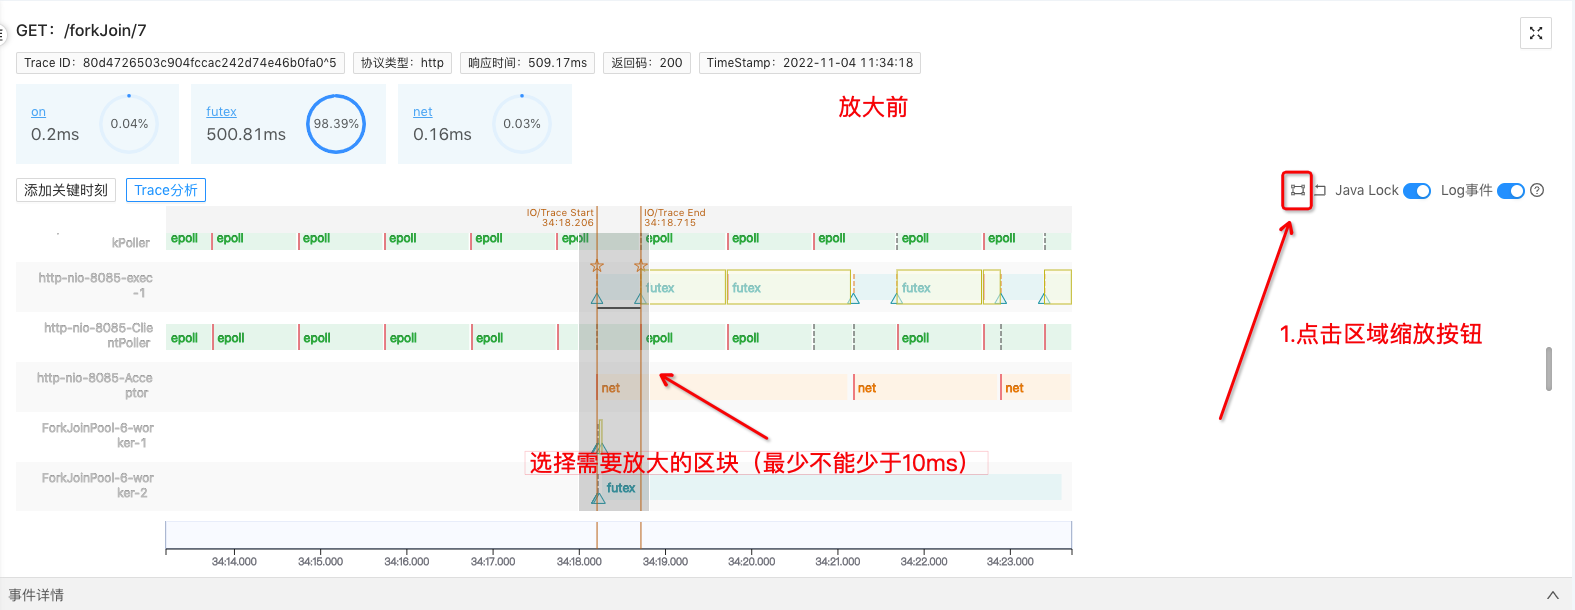 GET：/forkJoin/7
Trace ID：80d4726503c904fccac242d74e46b0fa0^5
协议类型：http
响应时间：509.17ms
返回码：200
TimeStamp：2022-11-04 11:34:18
on
0.2ms
0.04%
futex
500.81ms
98.39%
net
0.16ms
0.03%
放大前
添加关键时刻
Trace分析
Java Lock
Log事件
IO/Trace Start
34:18.206
IO/Trace End
34:18.715
kPoller
epoll epoll epoll epoll epoll epoll epoll epoll epoll epoll epoll
http-nio-8085-exec
-1
futex futex futex
http-nio-8085-Clie
ntPoller
epoll epoll epoll epoll epoll epoll epoll epoll
1.点击区域缩放按钮
http-nio-8085-Acce
ptor
net net net
ForkJoinPool-6-wor
ker-1
选择需要放大的区块（最少不能少于10ms）
ForkJoinPool-6-wor
ker-2
futex
34:14.000 34:15.000 34:16.000 34:17.000 34:18.000 34:19.000 34:20.000 34:21.000 34:22.000 34:23.000
事件详情